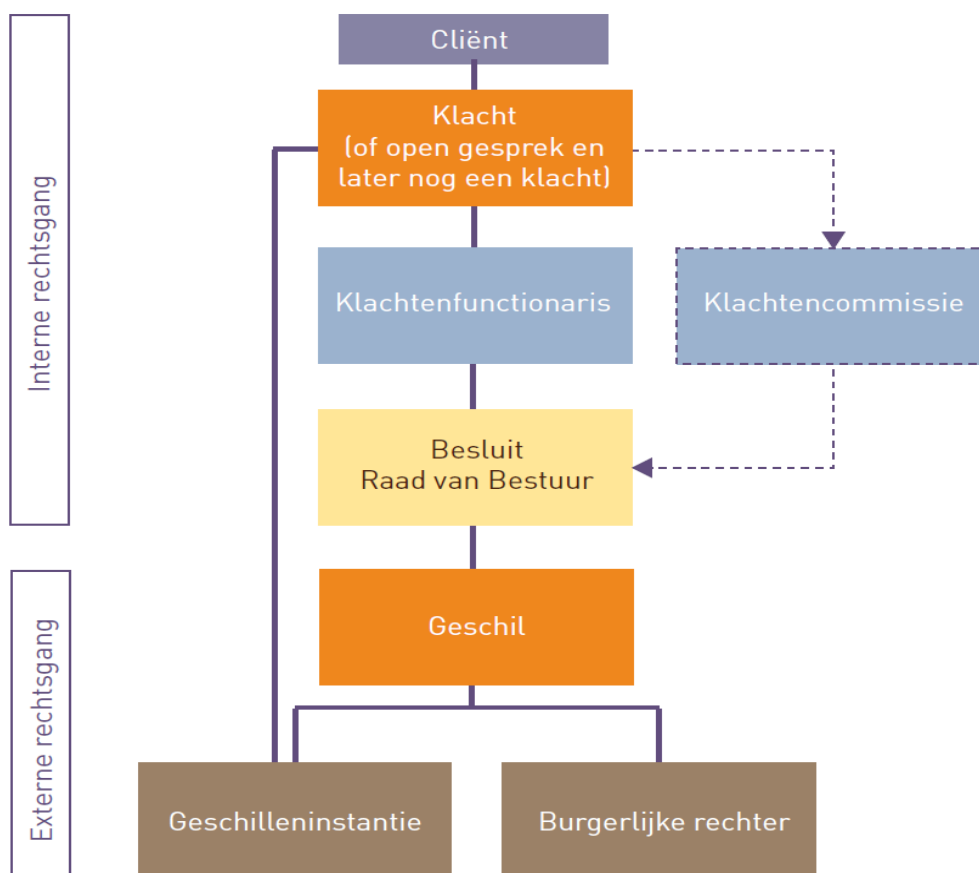 Interne rechtsgang
Cliënt
Klacht
(of open gesprek en
later nog een klacht)
Klachtenfunctionaris
Klachtencommissie
Besluit
Raad van Bestuur
Externe rechtsgang
Geschil
Geschilleninstantie
Burgerlijke rechter